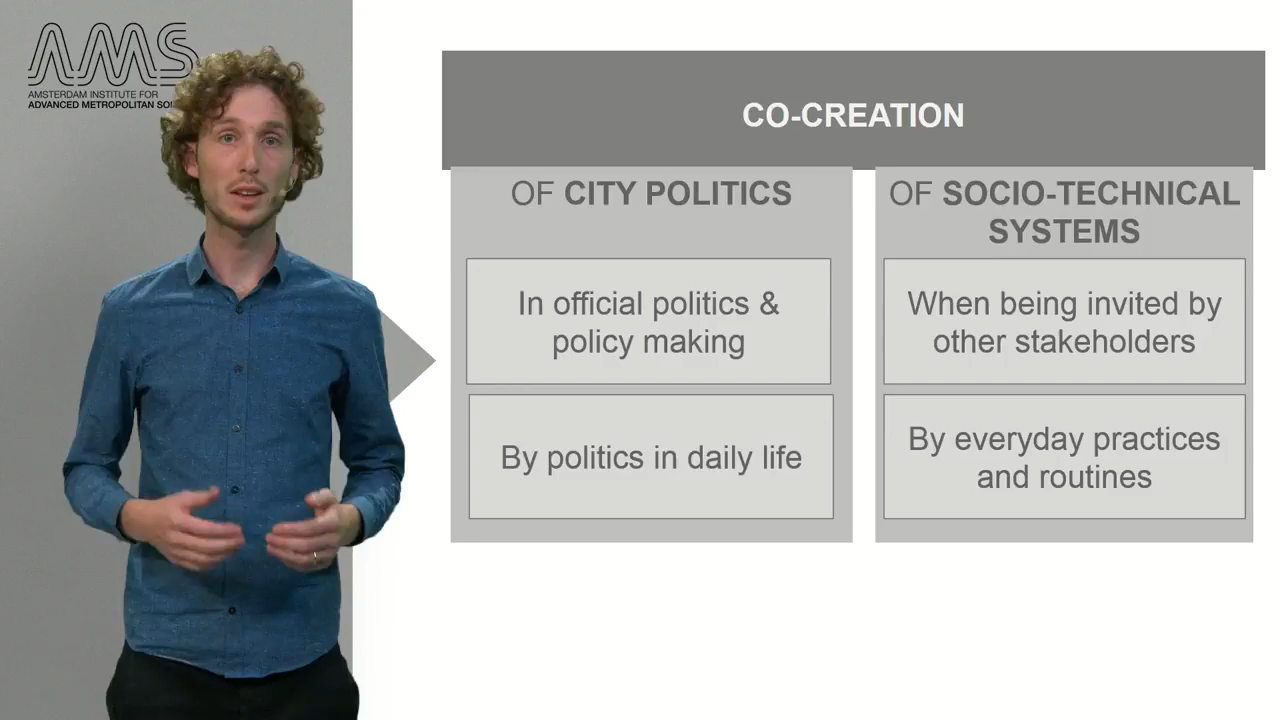 AMS
AMSTERDAM INSTITUTE FOR
ADVANCED METROPOLITAN
CO-CREATION
OF CITY POLITICS
In official politics &
policy making
By politics in daily life
OF SOCIO-TECHNICAL
SYSTEMS
When being invited by
other stakeholders
By everyday practices
and routines